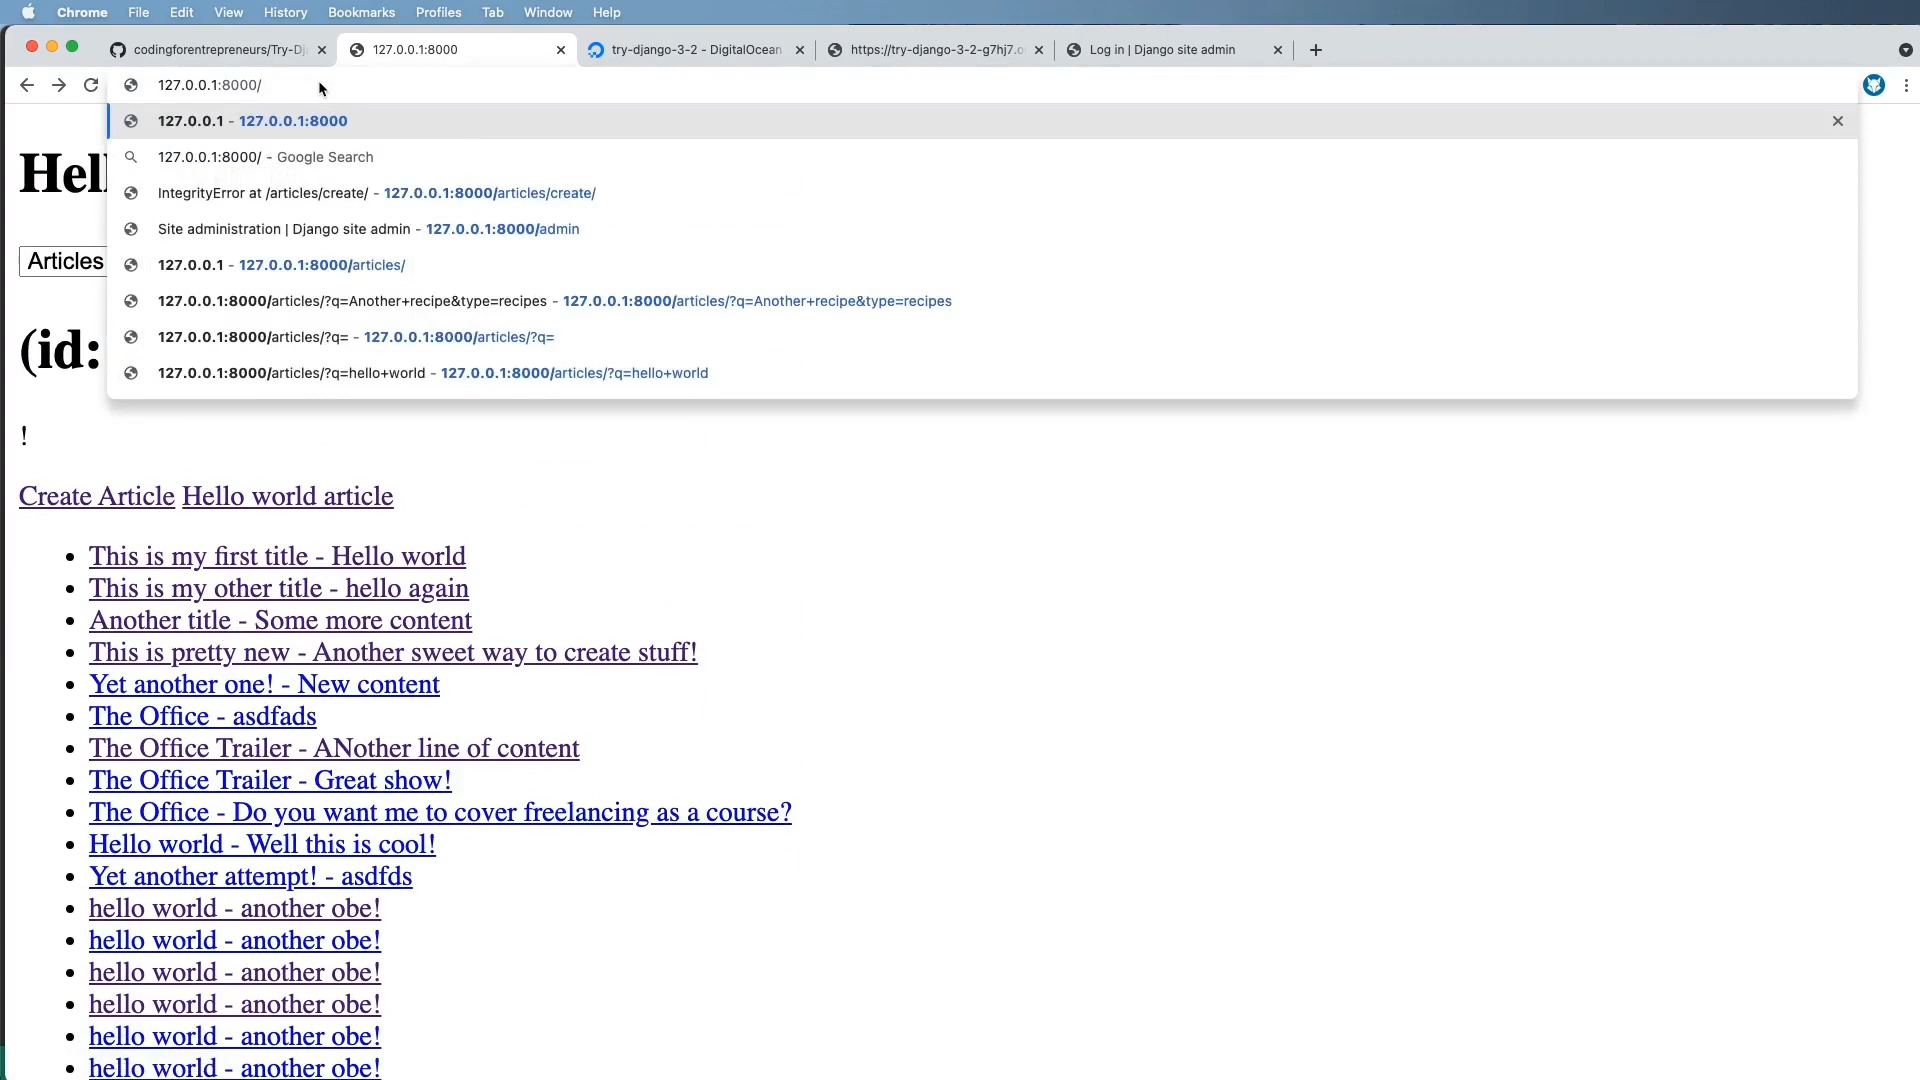 Chrome File Edit View History Bookmarks Profiles Tab Window Help
codingforentrepreneurs/Try-Dj 127.0.0.1:8000 try-django-3-2 - DigitalOcean https://try-django-3-2-g7hj7.o Log in | Django site admin
127.0.0.1:8000/
127.0.0.1 - 127.0.0.1:8000
127.0.0.1:8000/ - Google Search
IntegrityError at /articles/create/ - 127.0.0.1:8000/articles/create/
Site administration | Django site admin - 127.0.0.1:8000/admin
127.0.0.1 - 127.0.0.1:8000/articles/
127.0.0.1:8000/articles/?q=Another+recipe&type=recipes - 127.0.0.1:8000/articles/?q=Another+recipe&type=recipes
127.0.0.1:8000/articles/?q= - 127.0.0.1:8000/articles/?q=
127.0.0.1:8000/articles/?q=hello+world - 127.0.0.1:8000/articles/?q=hello+world
Hell
Articles
(id:
!
Create Article Hello world article
This is my first title - Hello world
This is my other title - hello again
Another title - Some more content
This is pretty new - Another sweet way to create stuff!
Yet another one! - New content
The Office - asdfads
The Office Trailer - ANother line of content
The Office Trailer - Great show!
The Office - Do you want me to cover freelancing as a course?
Hello world - Well this is cool!
Yet another attempt! - asdfds
hello world - another obe!
hello world - another obe!
hello world - another obe!
hello world - another obe!
hello world - another obe!
hello world - another obe!